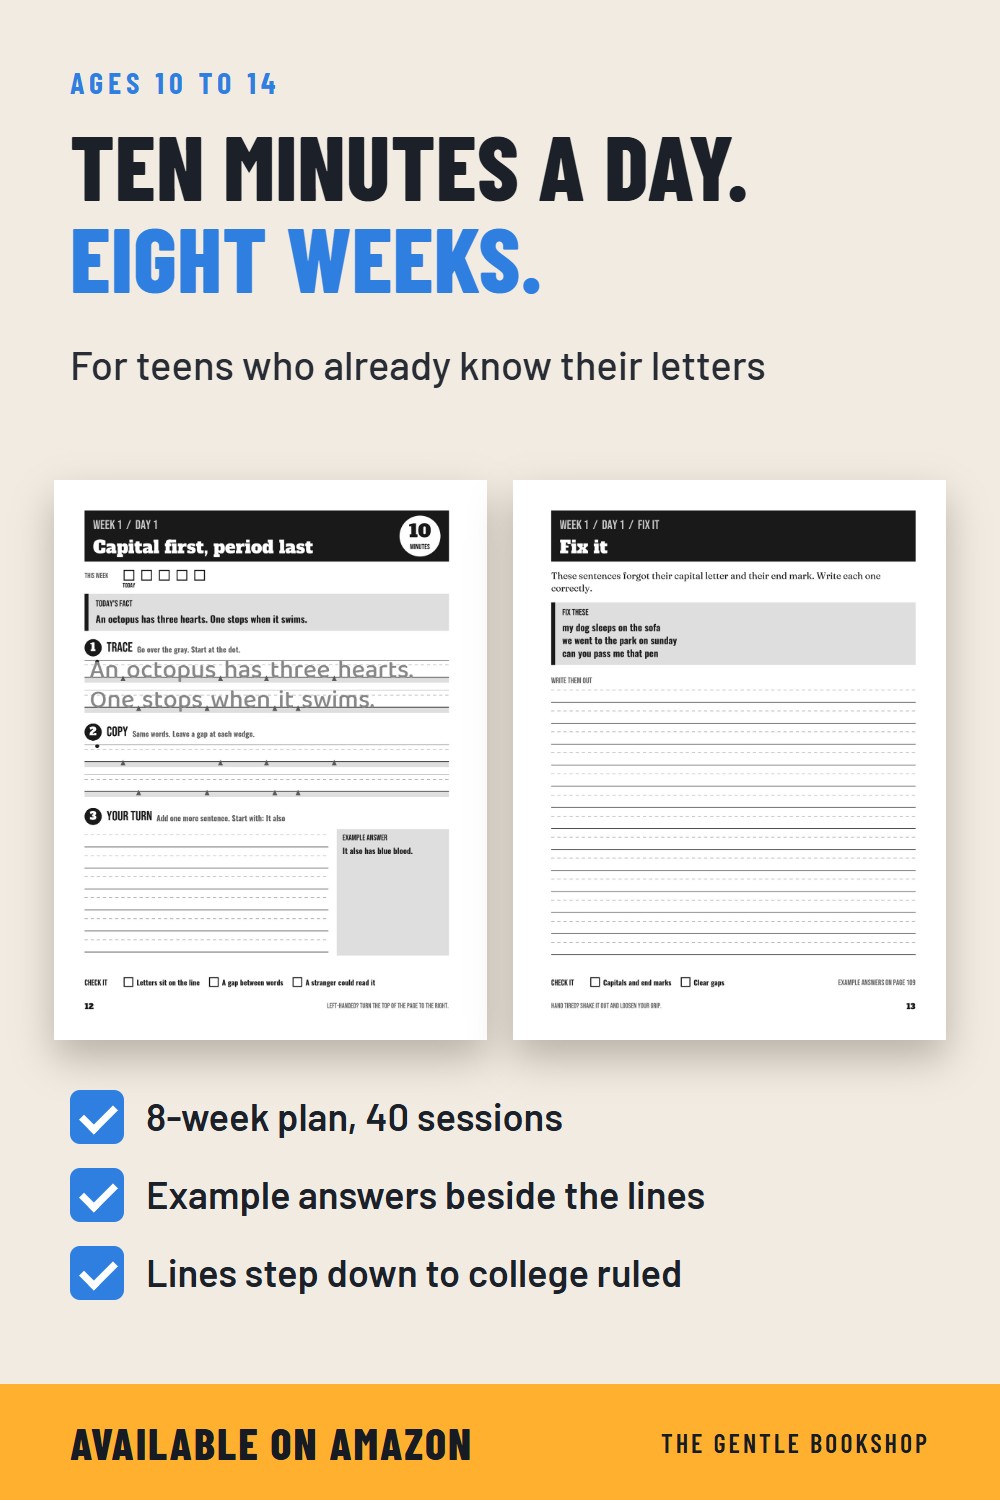 AGES 10 TO 14
TEN MINUTES A DAY.
EIGHT WEEKS.
For teens who already know their letters
WEEK 1 / DAY 1
Capital first, period last
10
MINUTES
THIS WEEK
TODAY
TODAY'S FACT
An octopus has three hearts. One stops when it swims.
1 TRACE Go over the gray. Start at the dot.
An octopus has three hearts.
One stops when it swims.
2 COPY Same words. Leave a gap at each wedge.
3 YOUR TURN Add one more sentence. Start with: It also
EXAMPLE ANSWER
It also has blue blood.
CHECK IT Letters sit on the line A gap between words A stranger could read it
12 LEFT-HANDED? TURN THE TOP OF THE PAGE TO THE RIGHT.
WEEK 1 / DAY 1 / FIX IT
Fix it
These sentences forgot their capital letter and their end mark. Write each one
correctly.
FIX THESE
my dog sleeps on the sofa
we went to the park on sunday
can you pass me that pen
WRITE THEM OUT
CHECK IT Capitals and end marks Clear gaps EXAMPLE ANSWERS ON PAGE 109
HAND TIRED? SHAKE IT OUT AND LOOSEN YOUR GRIP. 13
8-week plan, 40 sessions
Example answers beside the lines
Lines step down to college ruled
AVAILABLE ON AMAZON
THE GENTLE BOOKSHOP